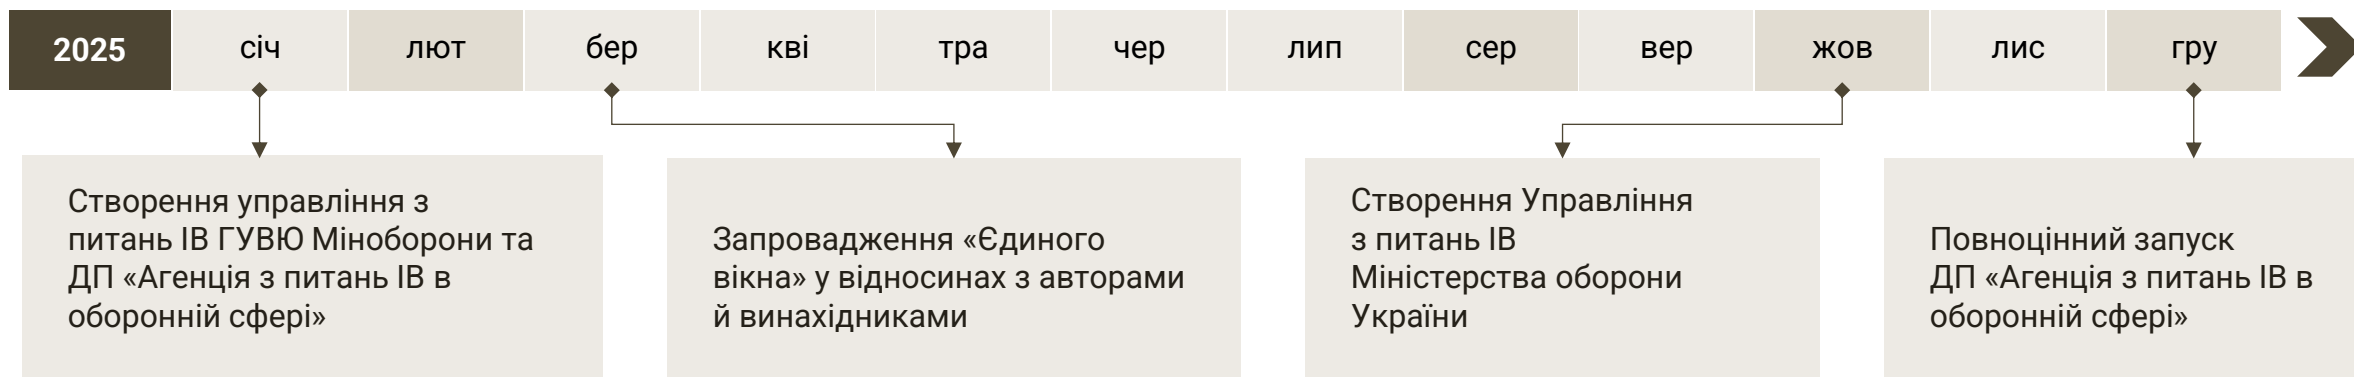 2025
січ
лют
бер
кві
тра
чер
лип
сер
вер
жов
лис
гру
Створення управління з
питань ІВ ГУВЮ Міноборони та
ДП «Агенція з питань ІВ в
оборонній сфері»
Запровадження «Єдиного
вікна» у відносинах з авторами
й винахідниками
Створення Управління
з питань ІВ
Міністерства оборони
України
Повноцінний запуск
ДП «Агенція з питань ІВ в
оборонній сфері»